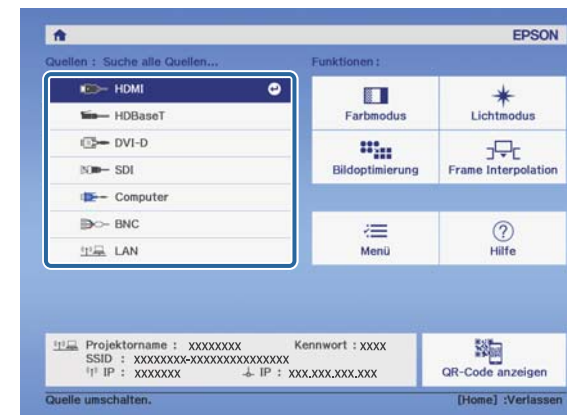 EPSON
Quellen : Suche alle Quellen...
HDMI
HDBaseT
DVI-D
SDI
Computer
BNC
LAN
Funktionen :
Farbmodus
Lichtmodus
Bildoptimierung
Frame Interpolation
Menü
Hilfe
Projektorname : XXXXXXXX Kennwort : XXXX
SSID : XXXXXXXX-XXXXXXXXXXXXXX
IP : XXXXXXX IP : XXX.XXX.XXX.XXX
QR-Code anzeigen
Quelle umschalten. [Home] :Verlassen